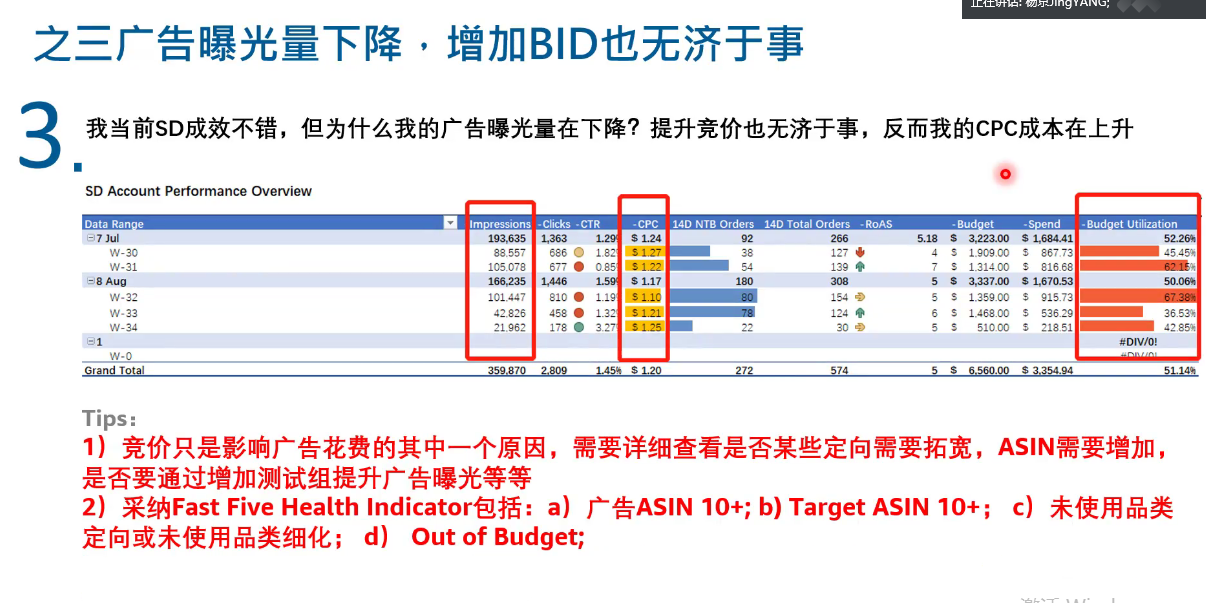 正在讲话: 杨京JingYANG;
之三广告曝光量下降，增加BID也无济于事
3.
我当前SD成效不错，但为什么我的广告曝光量在下降？提升竞价也无济于事，反而我的CPC成本在上升
SD Account Performance Overview
Data Range Impressions Clicks CTR CPC 14D NTB Orders 14D Total Orders RoAS Budget Spend Budget Utilization
7 Jul 193,635 1,363 1.29% $ 1.24 92 266 5.18 $ 3,223.00 $ 1,684.41 52.26%
W-30 88,557 686 1.82% $ 1.27 38 127 4 $ 1,909.00 $ 867.73 45.45%
W-31 105,078 677 0.85% $ 1.22 54 139 7 $ 1,314.00 $ 816.68 62.15%
8 Aug 166,235 1,446 1.59% $ 1.17 180 308 5 $ 3,337.00 $ 1,670.53 50.06%
W-32 101,447 810 1.19% $ 1.10 80 154 5 $ 1,359.00 $ 915.73 67.38%
W-33 42,826 458 1.32% $ 1.21 78 124 6 $ 1,468.00 $ 536.29 36.53%
W-34 21,962 178 3.27% $ 1.25 22 30 5 $ 510.00 $ 218.51 42.85%
1 #DIV/0!
W-0 #DIV/0!
Grand Total 359,870 2,809 1.45% $ 1.20 272 574 5 $ 6,560.00 $ 3,354.94 51.14%
Tips:
1）竞价只是影响广告花费的其中一个原因，需要详细查看是否某些定向需要拓宽，ASIN需要增加，
是否要通过增加测试组提升广告曝光等等
2）采纳Fast Five Health Indicator包括：a）广告ASIN 10+; b) Target ASIN 10+； c）未使用品类
定向或未使用品类细化； d） Out of Budget;